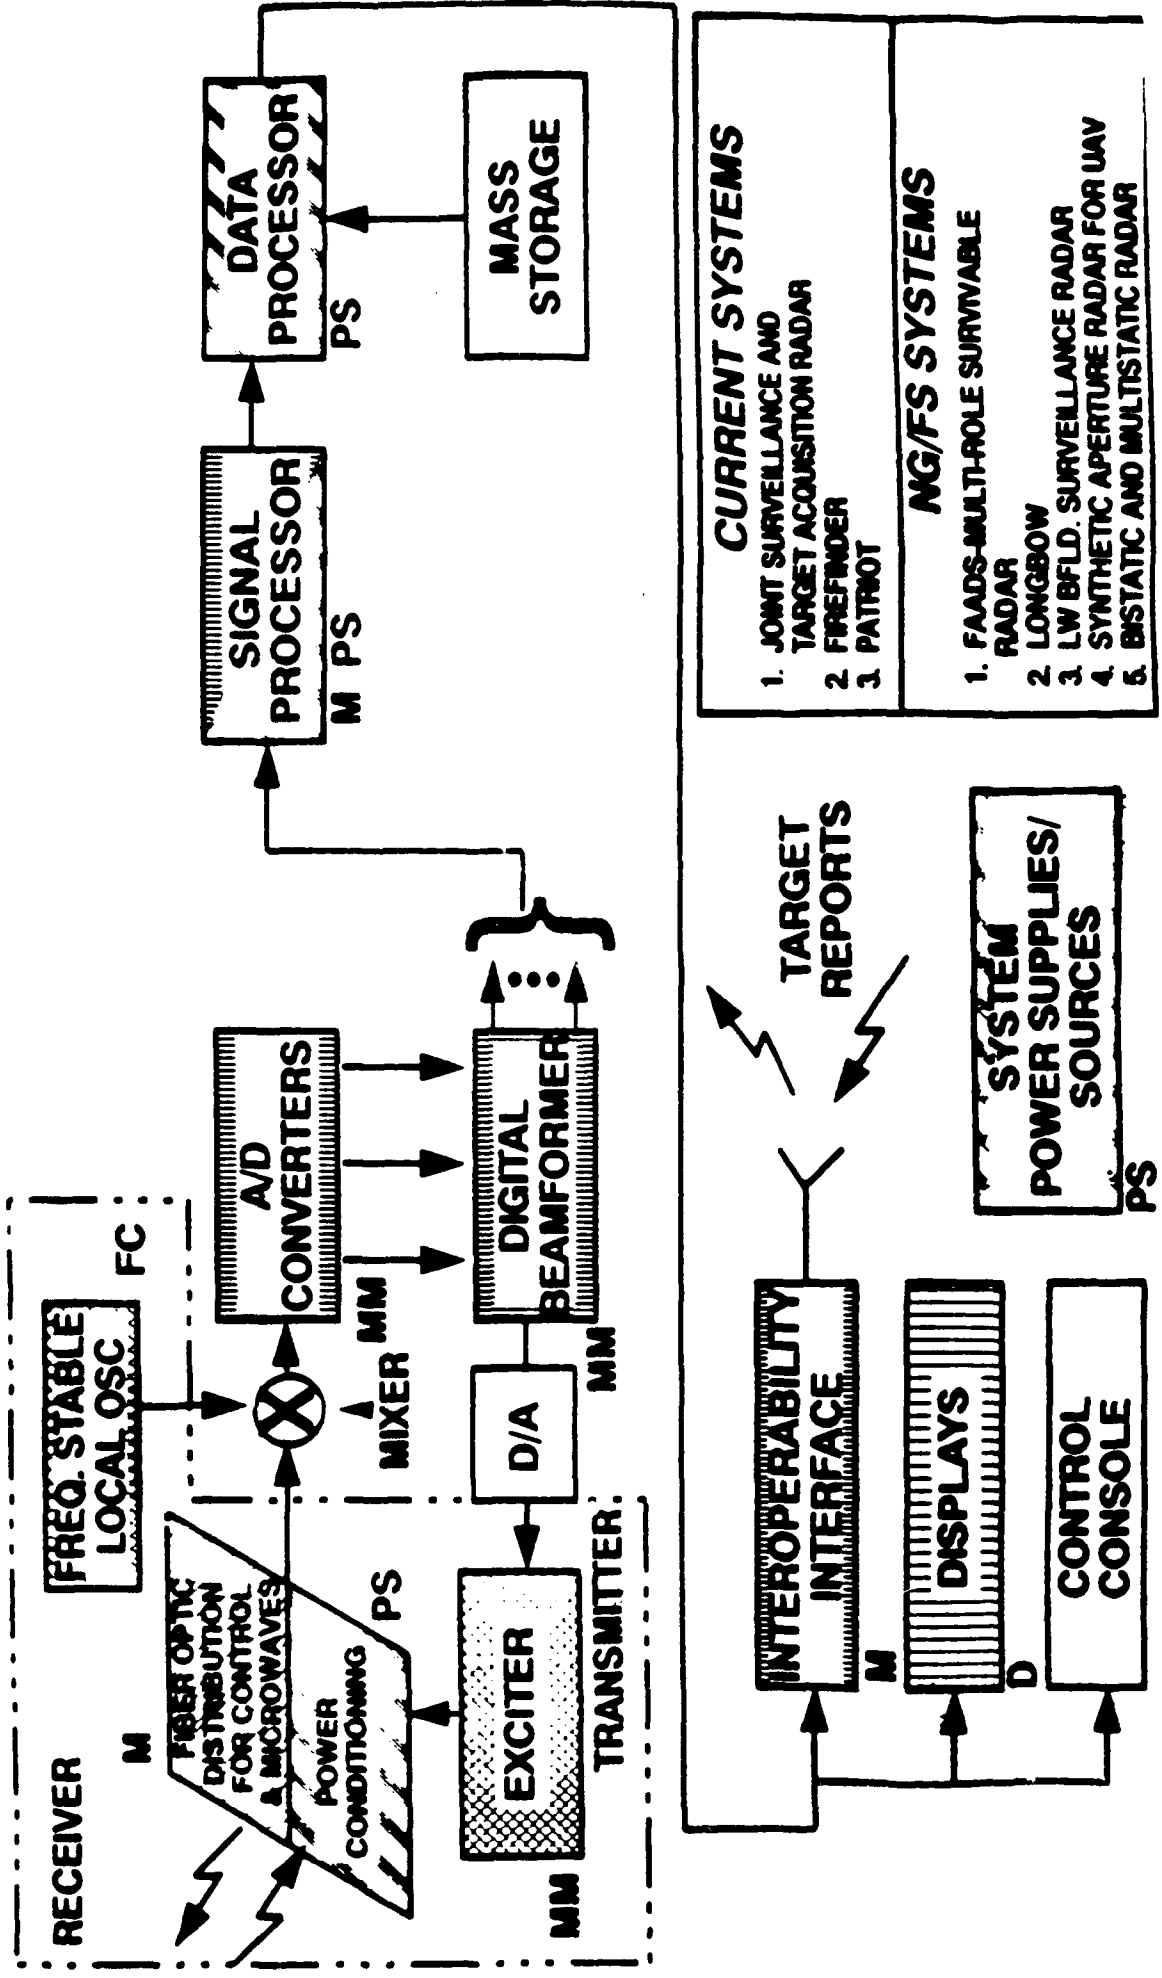 RECEIVER
M
FIBER OPTIC
DISTRIBUTION
FOR CONTROL
& MICROWAVES
POWER
CONDITIONING
PS
FREQ. STABLE
LOCAL OSC
FC
MIXER
A/D
CONVERTERS
MM
DIGITAL
BEAMFORMER
MM
D/A
EXCITER
MM
TRANSMITTER
SIGNAL
PROCESSOR
M PS
DATA
PROCESSOR
PS
MASS
STORAGE
INTEROPERABILITY
INTERFACE
M
DISPLAYS
D
CONTROL
CONSOLE
TARGET
REPORTS
SYSTEM
POWER SUPPLIES/
SOURCES
PS
CURRENT SYSTEMS
1. JOINT SURVEILLANCE AND
TARGET ACQUISITION RADAR
2. FIREFINDER
3. PATRIOT
NG/FS SYSTEMS
1. FAADS-MULTI-ROLE SURVIVABLE
RADAR
2. LONGBOW
3. LW BFLD. SURVEILLANCE RADAR
4. SYNTHETIC APERTURE RADAR FOR UAV
5. BISTATIC AND MULTISTATIC RADAR